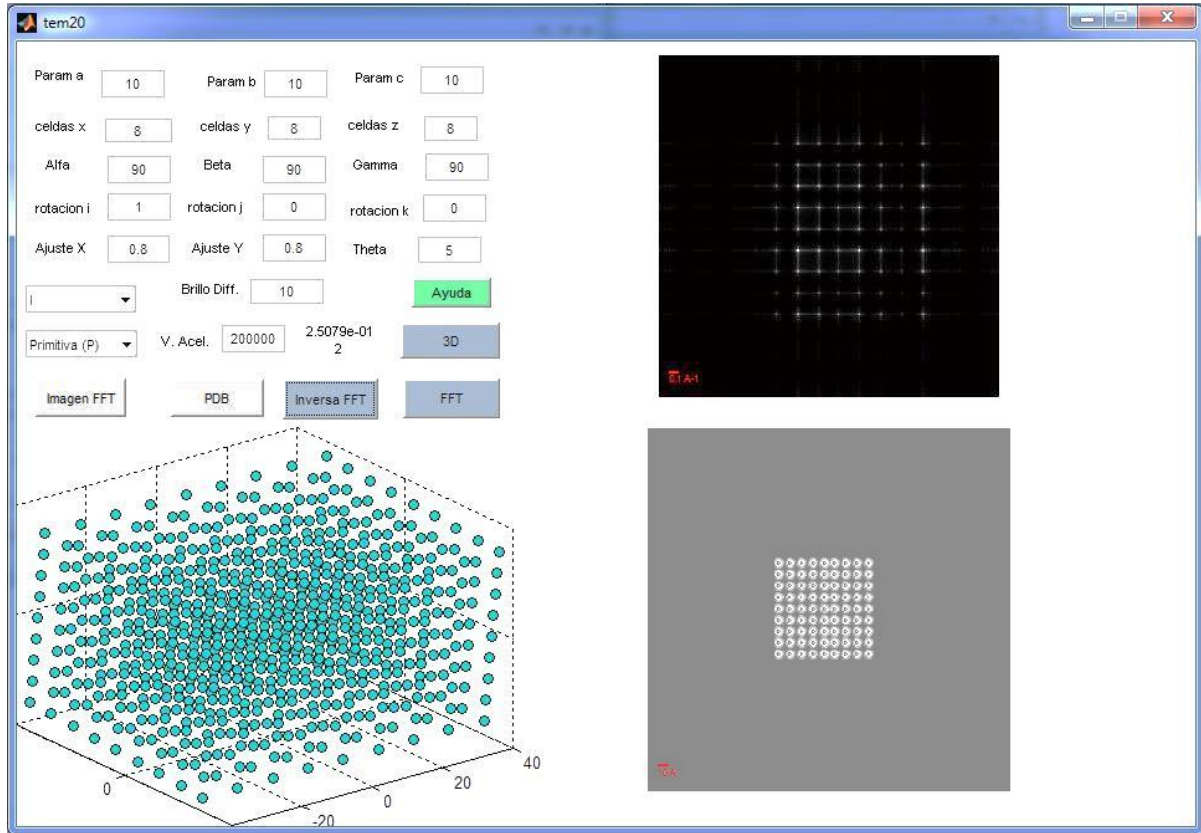 tem20
Param a 10 Param b 10 Param c 10
celdas x 8 celdas y 8 celdas z 8
Alfa 90 Beta 90 Gamma 90
rotacion i 1 rotacion j 0 rotacion k 0
Ajuste X 0.8 Ajuste Y 0.8 Theta 5
I Brillo Diff. 10 Ayuda
Primitiva (P) V. Acel. 200000 2.5079e-01
2 3D
Imagen FFT PDB Inversa FFT FFT
0.1 A-1
0 -20 0 20 40